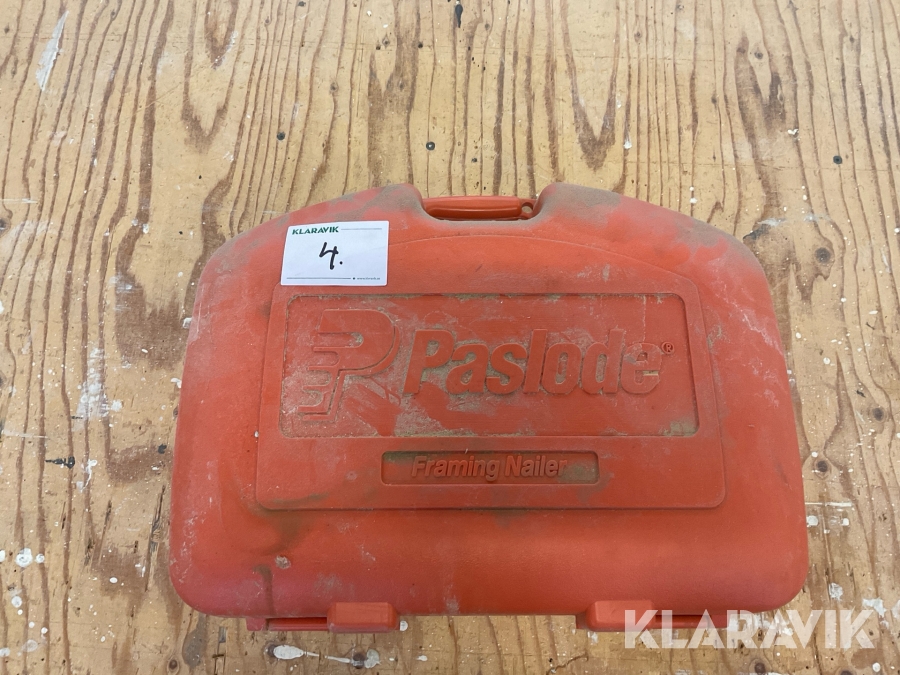 KLARAVIK
4.
Paslode®
Framing Nailer
KLARAVIK